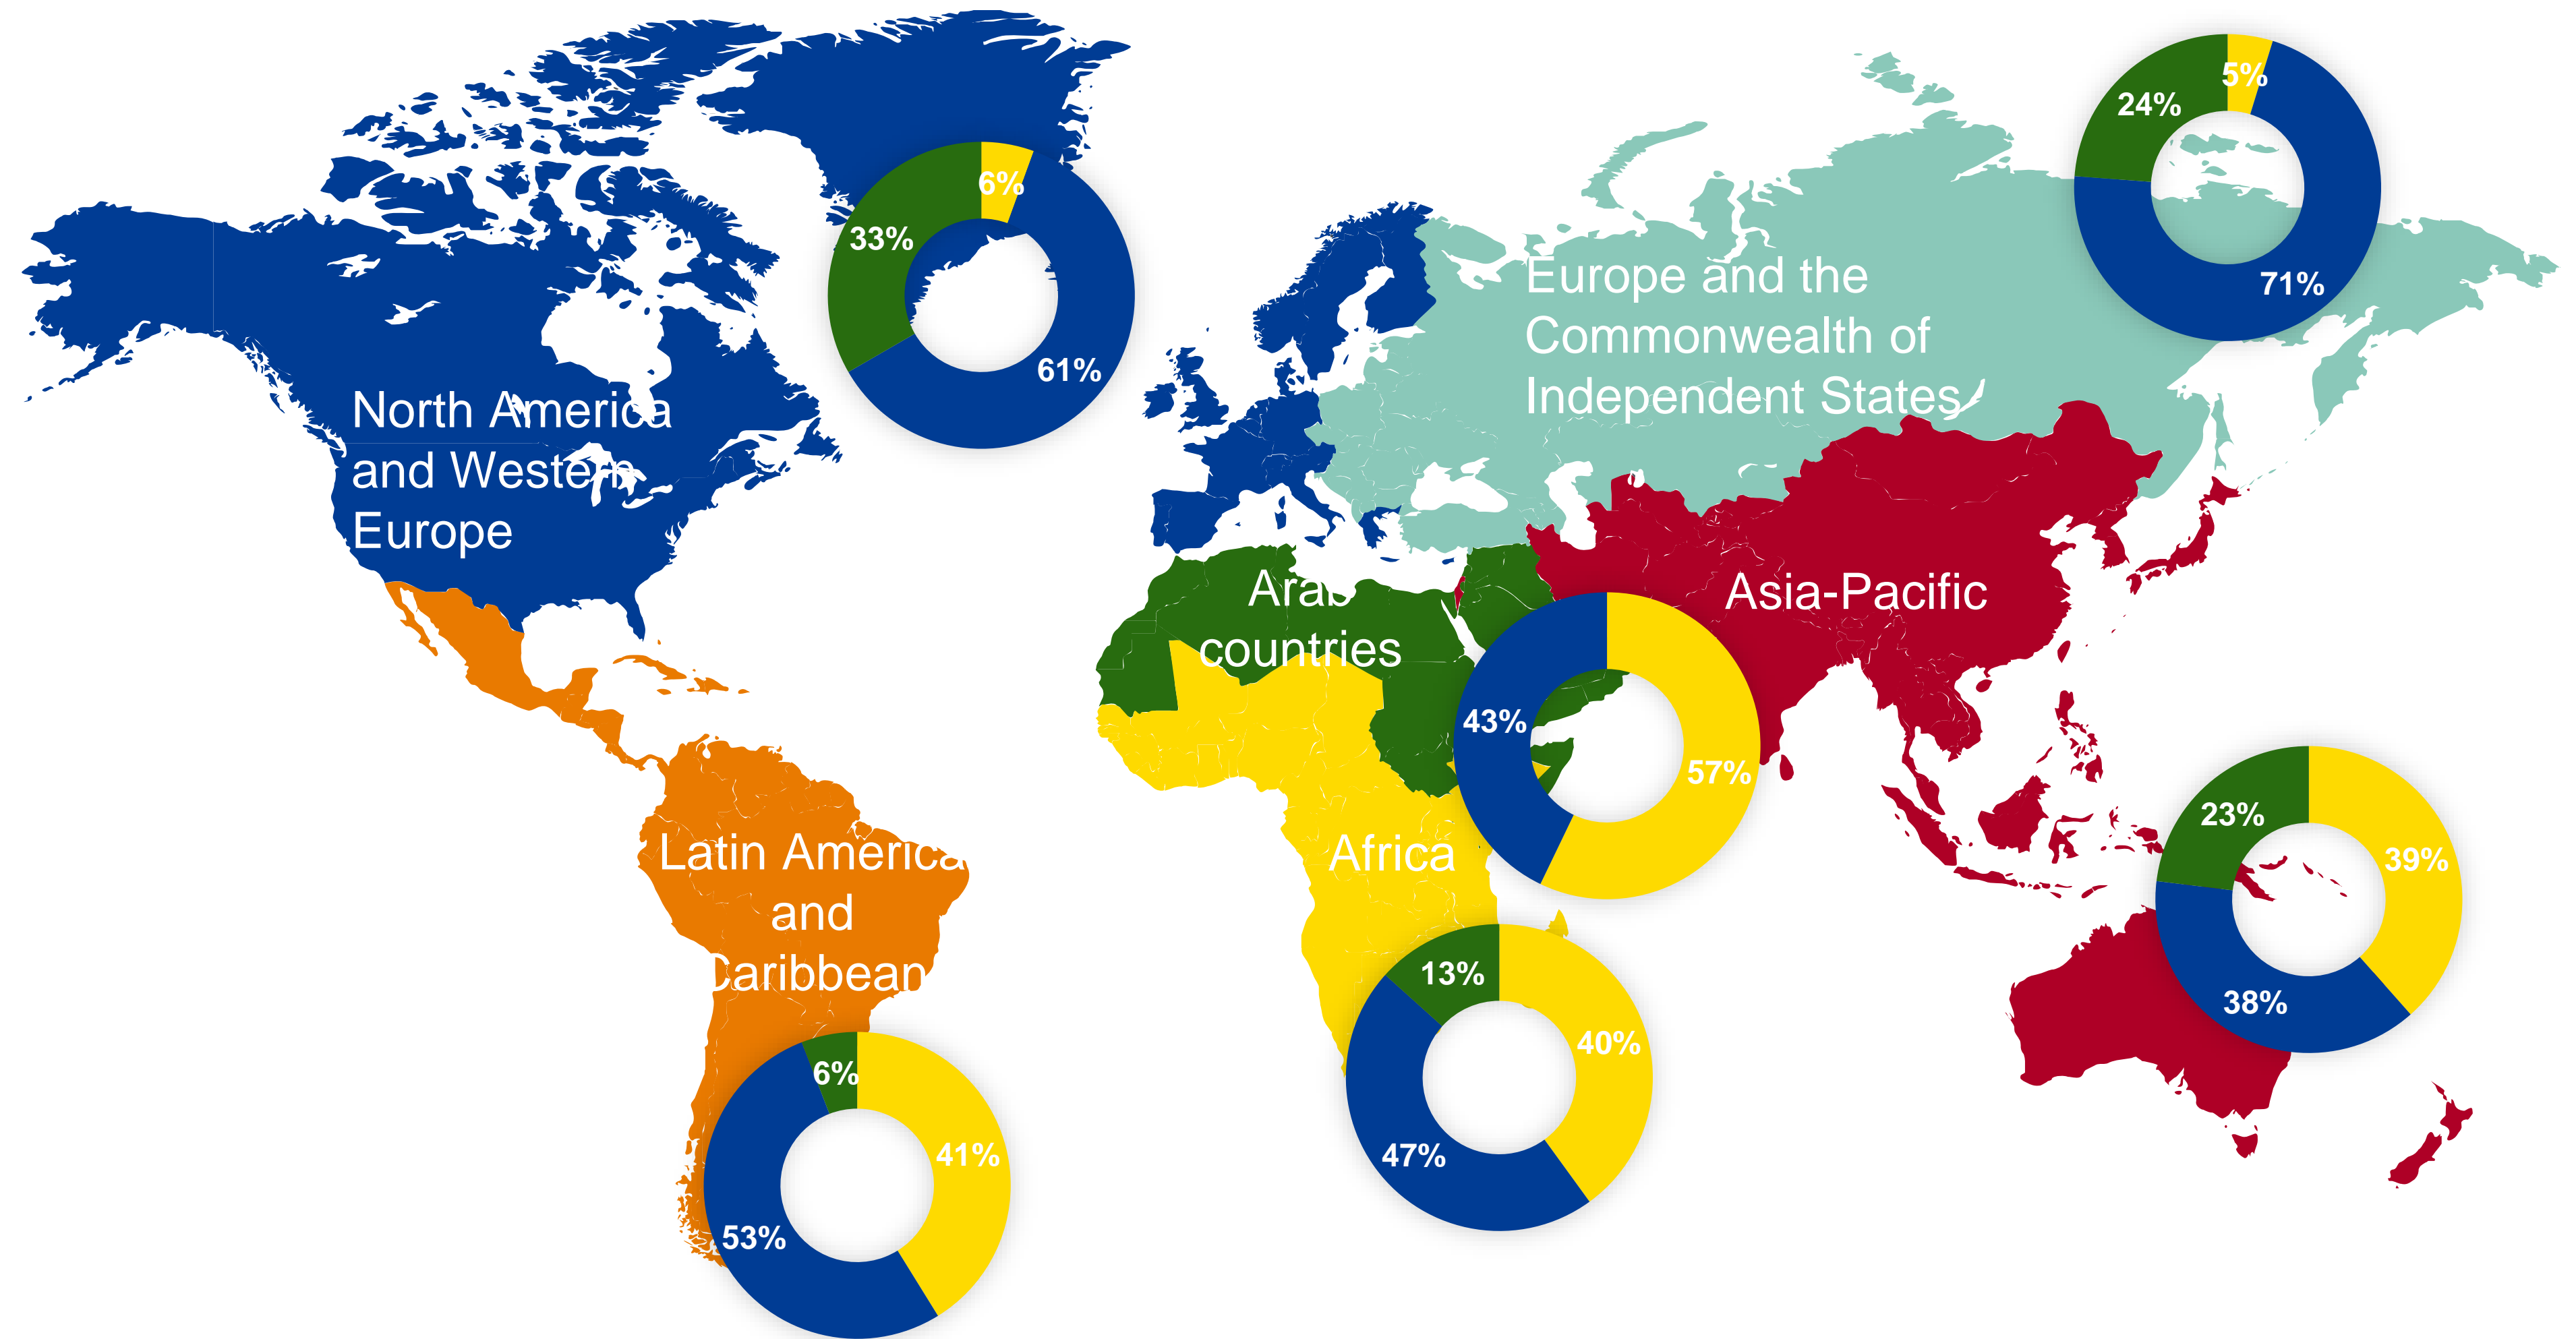 5%
24%
71%
6%
33%
61%
Europe and the
Commonwealth of
Independent States
North America
and Western
Europe
Arab
countries
Asia-Pacific
43%
57%
Latin America
and
Caribbean
Africa
23%
39%
38%
13%
40%
47%
6%
41%
53%